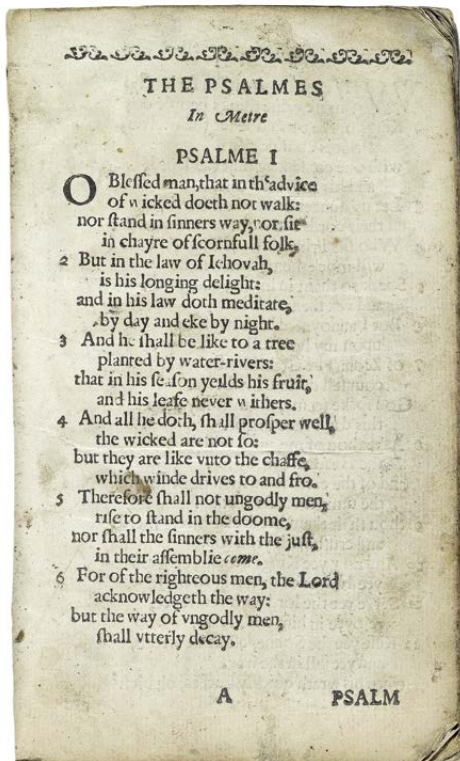 THE PSALMES
In Metre
PSALME I
O Blessed man, that in th'advice
of wicked doeth not walk:
nor stand in sinners way, nor sit
in chayre of scornfull folk,
2 But in the law of Iehovah,
is his longing delight:
and in his law doth meditate,
by day and eke by night.
3 And he shall be like to a tree
planted by water-rivers:
that in his season yeilds his fruit,
and his leafe never withers.
4 And all he doth, shall prosper well,
the wicked are not so:
but they are like vnto the chaffe,
which winde drives to and fro.
5 Therefore shall not ungodly men,
rise to stand in the doome,
nor shall the sinners with the just,
in their assemblie come.
6 For of the righteous men, the Lord
acknowledgeth the way:
but the way of vngodly men,
shall vtterly decay.
A PSALM